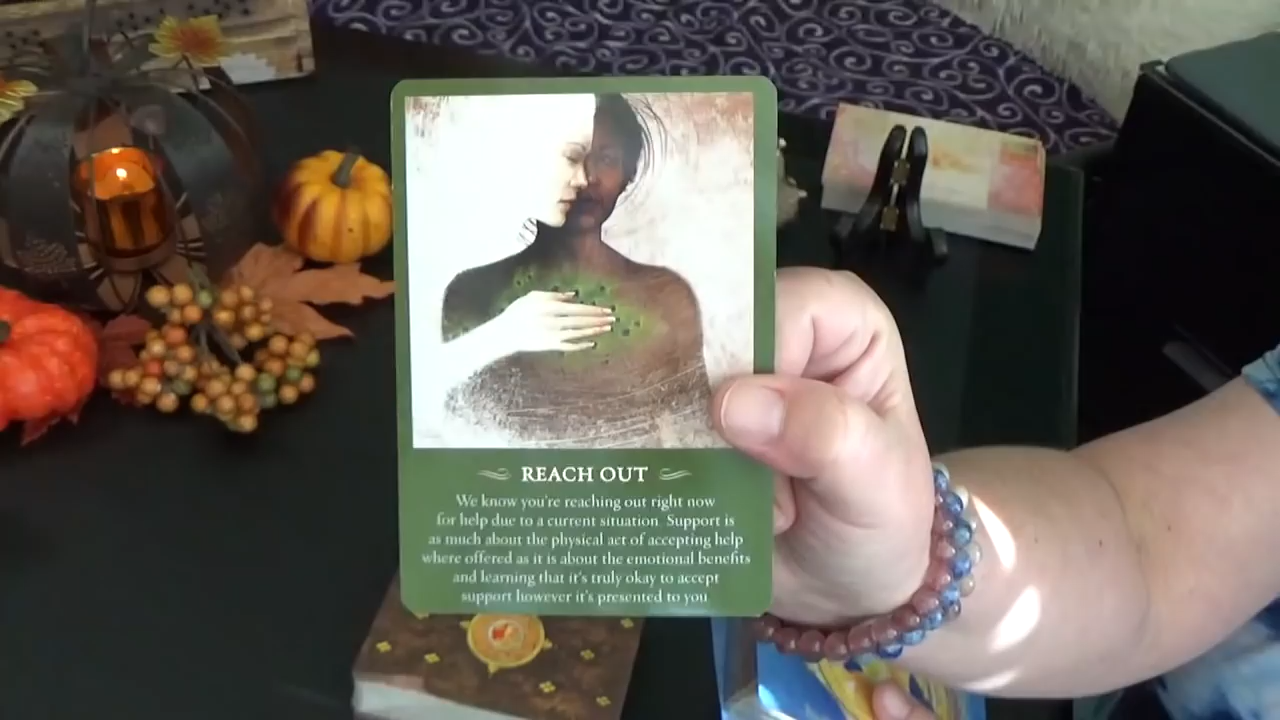 REACH OUT
We know you're reaching out right now
for help due to a current situation. Support is
as much about the physical act of accepting help
where offered as it is about the emotional benefits
and learning that it's truly okay to accept
support however it's presented to you.